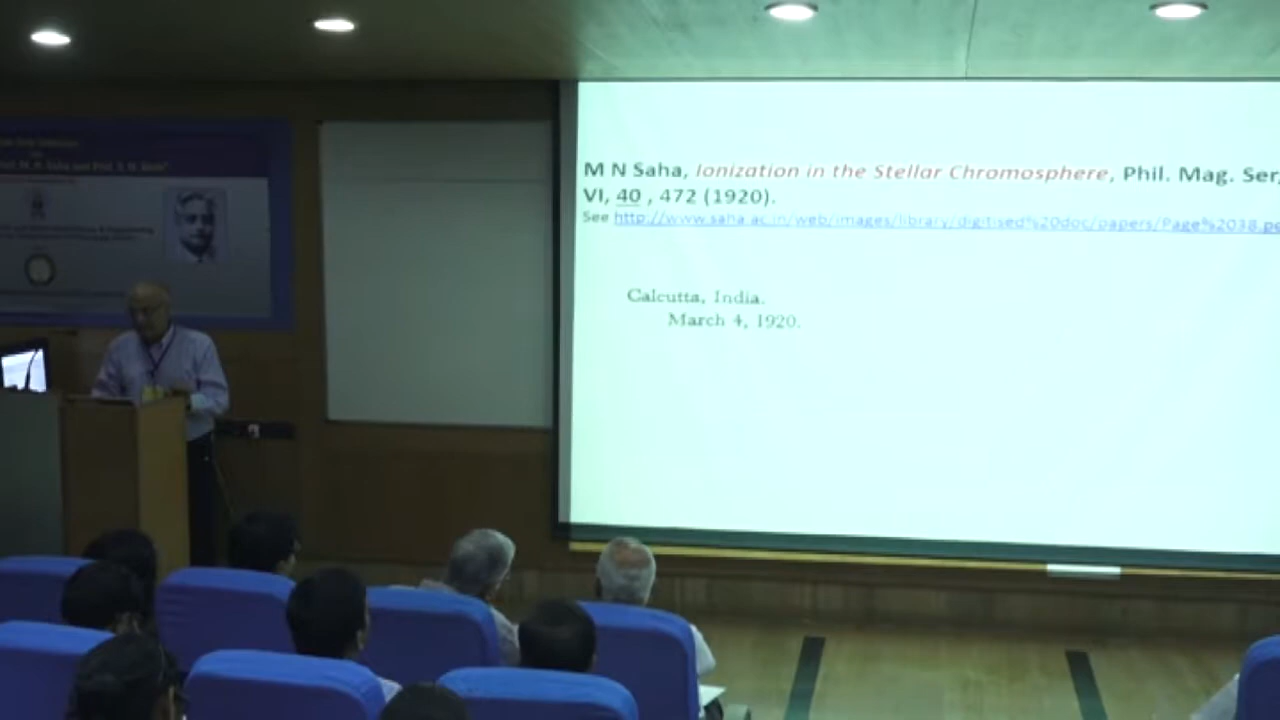 M N Saha, Ionization in the Stellar Chromosphere, Phil. Mag. Ser,
VI, 40 , 472 (1920).
See http://www.saha.ac.in/web/images/library/digitised%20doc/papers/Page%2038.pd
Calcutta, India.
March 4, 1920.